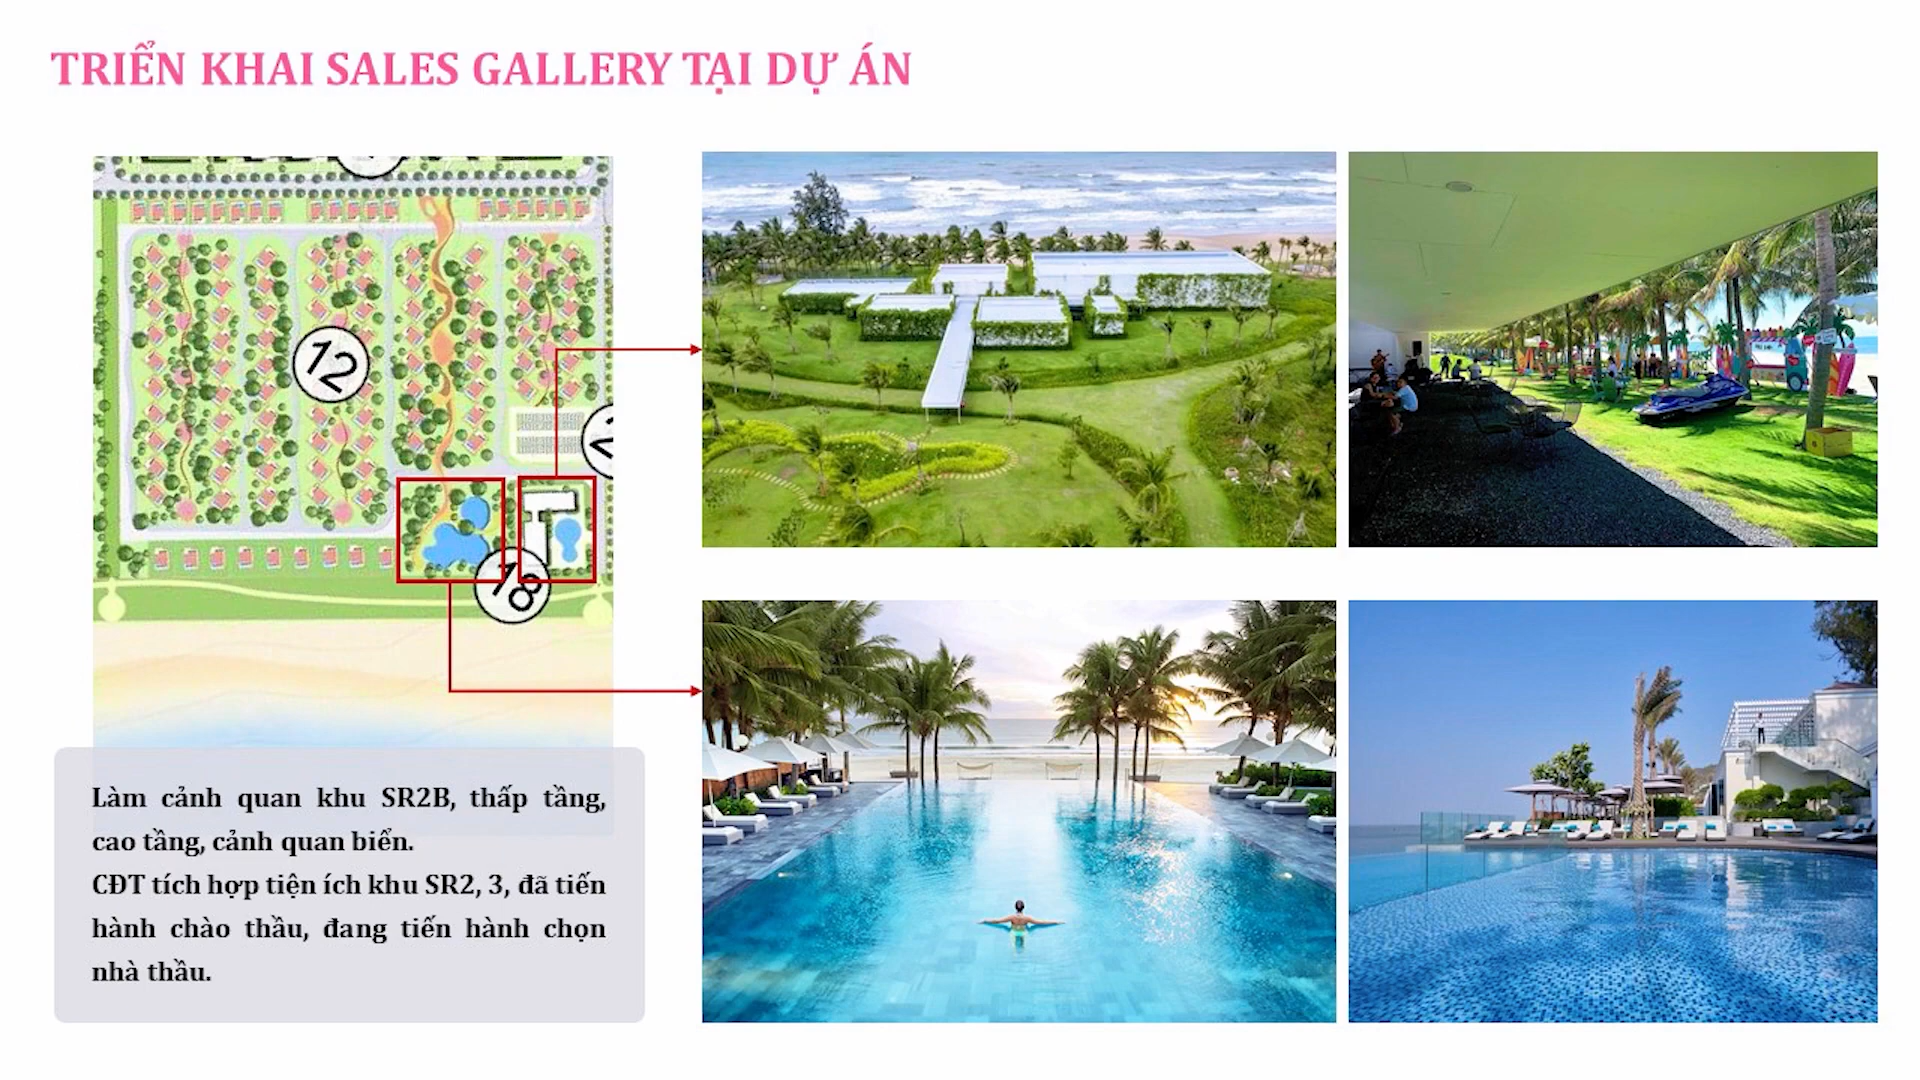 TRIỂN KHAI SALES GALLERY TẠI DỰ ÁN
12
18
Làm cảnh quan khu SR2B, thấp tầng,
cao tầng, cảnh quan biển.
CĐT tích hợp tiện ích khu SR2, 3, đã tiến
hành chào thầu, đang tiến hành chọn
nhà thầu.